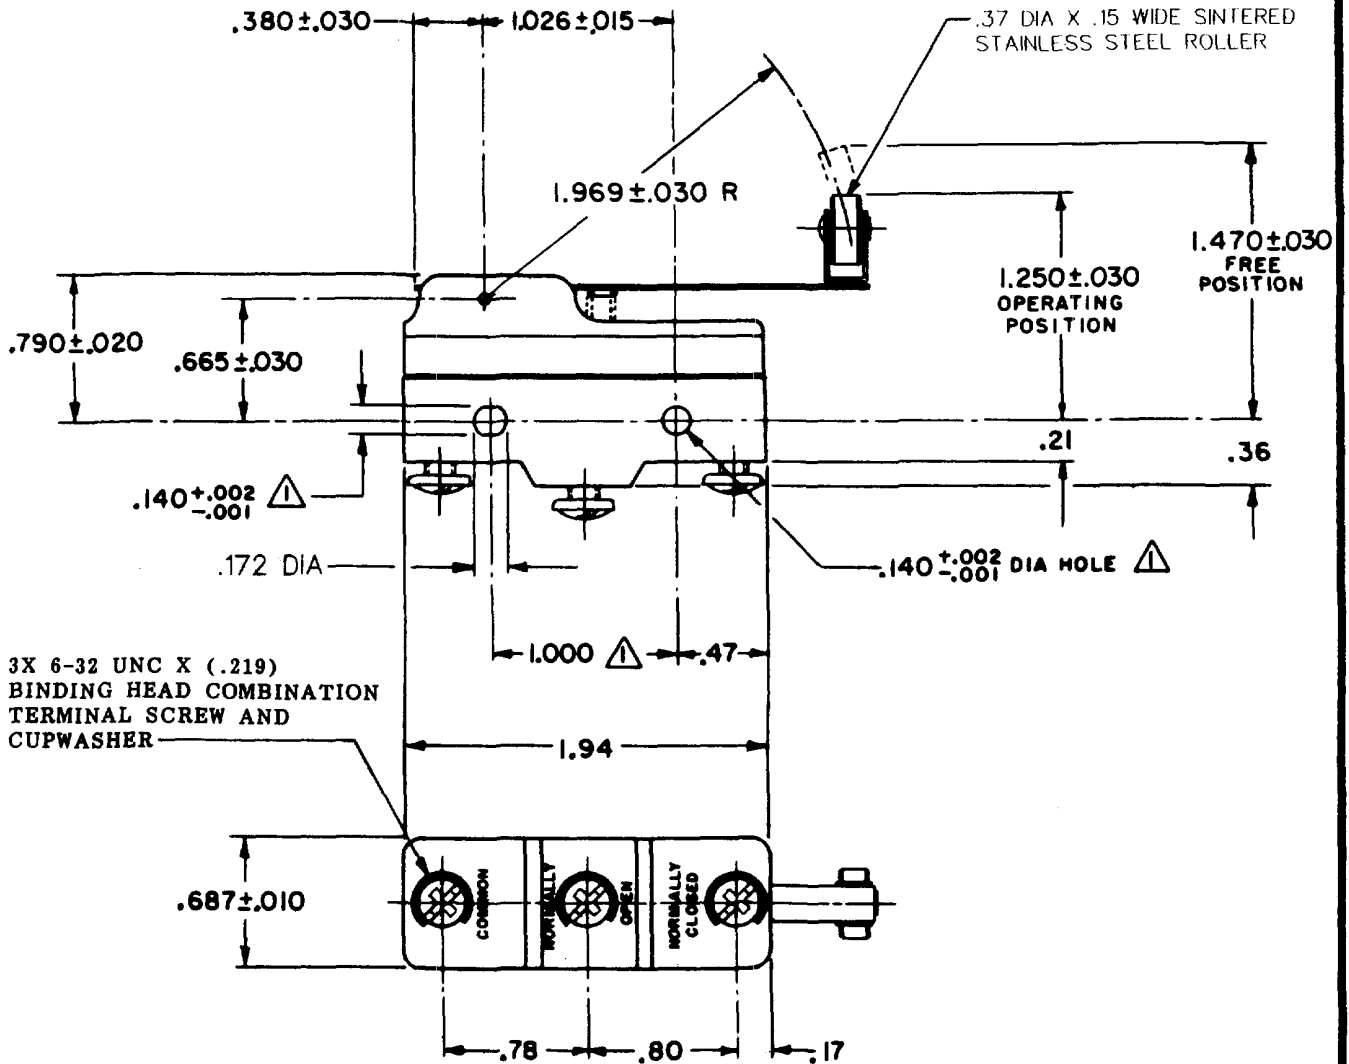 .380±.030
1.026±.015
.37 DIA X .15 WIDE SINTERED
STAINLESS STEEL ROLLER
1.969±.030 R
1.470±.030
FREE
POSITION
1.250±.030
OPERATING
POSITION
.790±.020
.665±.030
.21
.36
.140 +.002
-.001 1
.172 DIA
.140 +.002
-.001 DIA HOLE 1
1.000 1
.47
3X 6-32 UNC X (.219)
BINDING HEAD COMBINATION
TERMINAL SCREW AND
CUPWASHER
1.94
.687±.010
COMMON
NORMALLY
OPEN
NORMALLY
CLOSED
.78
.80
.17